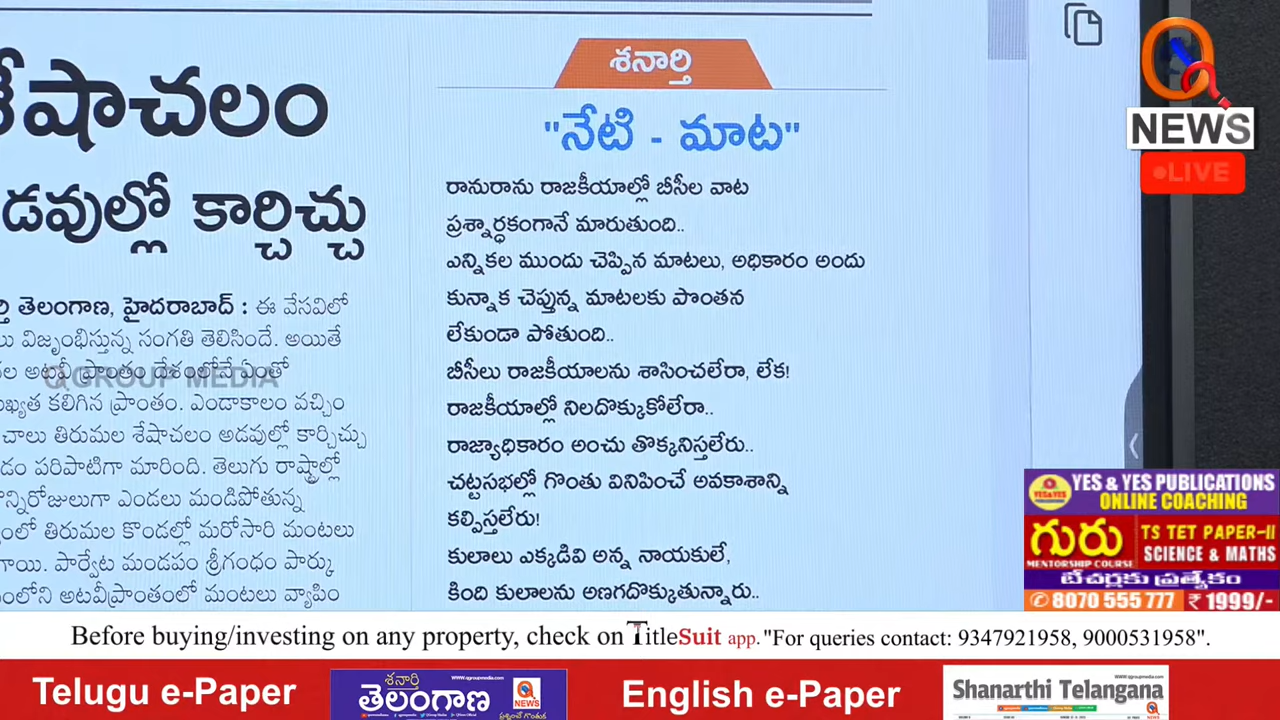 శేషాచలం
డవుల్లో కార్చిచ్చు
ర్తి తెలంగాణ, హైదరాబాద్ : ఈ వేసవిలో
లు విజృంభిస్తున్న సంగతి తెలిసిందే. అయితే
ల అటవీ ప్రాంతం దేశంలోనే ఎంతో
ఖ్యత కలిగిన ప్రాంతం. ఎండాకాలం వచ్చిం
చాలు తిరుమల శేషాచలం అడవుల్లో కార్చిచ్చు
డం పరిపాటిగా మారింది. తెలుగు రాష్ట్రాల్లో
న్నిరోజులుగా ఎండలు మండిపోతున్న
లో తిరుమల కొండల్లో మరోసారి మంటలు
గాయి. పార్వేట మండపం శ్రీగంధం పార్కు
లోని అటవీప్రాంతంలో మంటలు వ్యాపిం
QGROUP MEDIA
శనార్తి
"నేటి - మాట"
రానురాను రాజకీయాల్లో బీసీల వాట
ప్రశ్నార్థకంగానే మారుతుంది..
ఎన్నికల ముందు చెప్పిన మాటలు, అధికారం అందు
కున్నాక చెప్తున్న మాటలకు పొంతన
లేకుండా పోతుంది..
బీసీలు రాజకీయాలను శాసించలేరా, లేక!
రాజకీయాల్లో నిలదొక్కుకోలేరా..
రాజ్యాధికారం అంచు తొక్కనిస్తలేరు..
చట్టసభల్లో గొంతు వినిపించే అవకాశాన్ని
కల్పిస్తలేరు!
కులాలు ఎక్కడివి అన్న నాయకులే,
కింది కులాలను అణగదొక్కుతున్నారు..
Q
NEWS
LIVE
YES & YES PUBLICATIONS
ONLINE COACHING
గురు
MENTORSHIP COURSE
TS TET PAPER-II
SCIENCE & MATHS
టీచర్లకు ప్రత్యేకం
8070 555 777 ₹ 1999/-
Before buying/investing on any property, check on TitleSuit app. "For queries contact: 9347921958, 9000531958".
Telugu e-Paper
శనార్తి
తెలంగాణ
NEWS
English e-Paper
Shanarthi Telangana